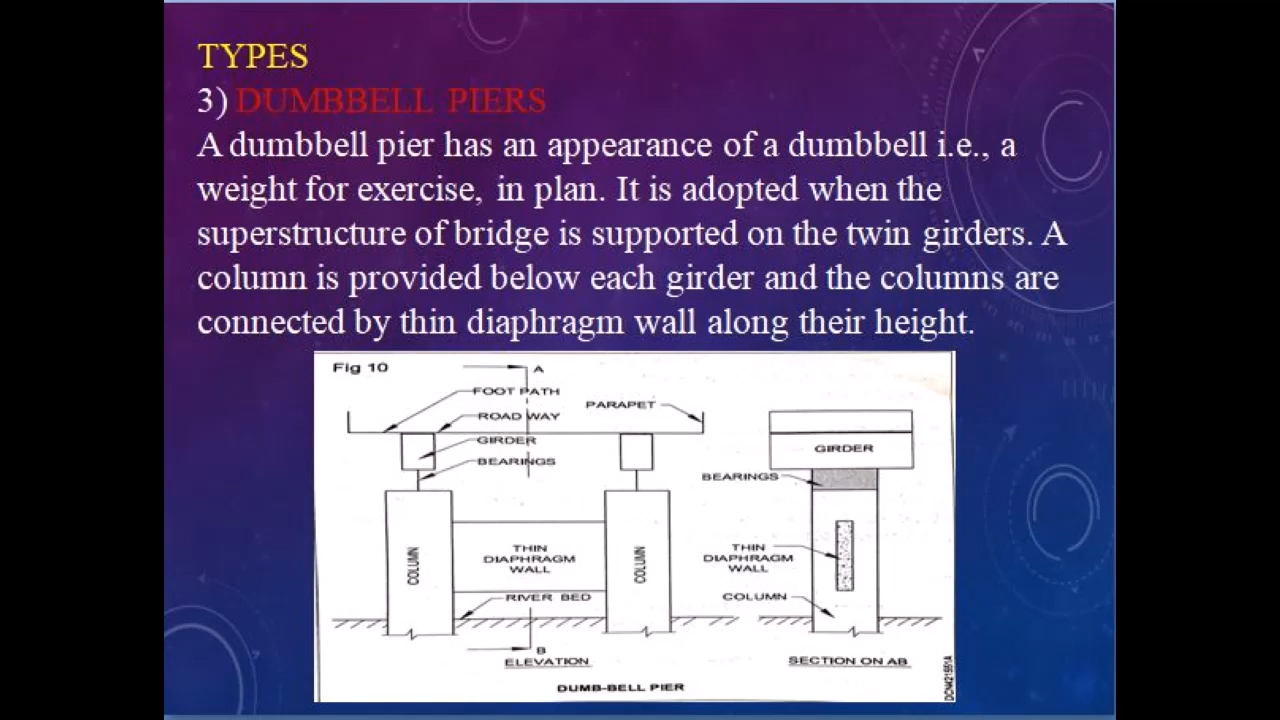 TYPES
3) DUMBBELL PIERS
A dumbbell pier has an appearance of a dumbbell i.e., a
weight for exercise, in plan. It is adopted when the
superstructure of bridge is supported on the twin girders. A
column is provided below each girder and the columns are
connected by thin diaphragm wall along their height.
Fig 10
A
FOOT PATH
PARAPET
ROAD WAY
GIRDER
BEARINGS
COLUMN
THIN
DIAPHRAGM
WALL
COLUMN
RIVER BED
B
ELEVATION
GIRDER
BEARINGS
THIN
DIAPHRAGM
WALL
COLUMN
SECTION ON AB
DUMB-BELL PIER